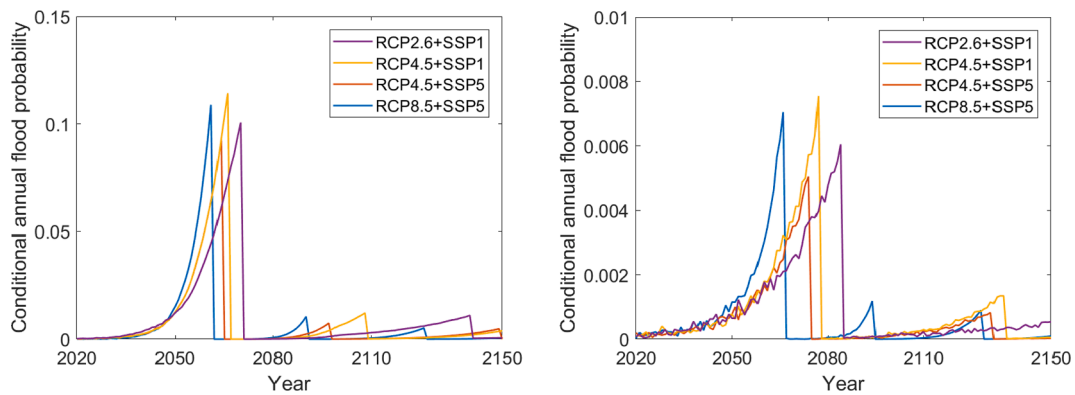 Conditional annual flood probability
0.15
0.1
0.05
0
2020
2050
2080
2110
2150
Year
RCP2.6+SSP1
RCP4.5+SSP1
RCP4.5+SSP5
RCP8.5+SSP5
Conditional annual flood probability
0.01
0.008
0.006
0.004
0.002
0
2020
2050
2080
2110
2150
Year
RCP2.6+SSP1
RCP4.5+SSP1
RCP4.5+SSP5
RCP8.5+SSP5